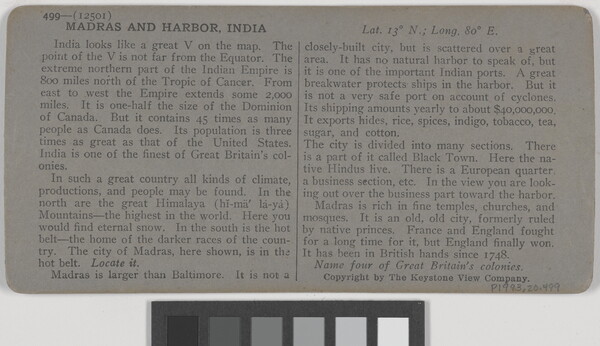 499—(12501)
MADRAS AND HARBOR, INDIA
India looks like a great V on the map. The
point of the V is not far from the Equator. The
extreme northern part of the Indian Empire is
800 miles north of the Tropic of Cancer. From
east to west the Empire extends some 2,000
miles. It is one-half the size of the Dominion
of Canada. But it contains 45 times as many
people as Canada does. Its population is three
times as great as that of the United States.
India is one of the finest of Great Britain's col-
onies.
In such a great country all kinds of climate,
productions, and people may be found. In the
north are the great Himalaya (hĭ-mä' lȧ-yȧ)
Mountains—the highest in the world. Here you
would find eternal snow. In the south is the hot
belt—the home of the darker races of the coun-
try. The city of Madras, here shown, is in the
hot belt. Locate it.
Madras is larger than Baltimore. It is not a
Lat. 13° N.; Long. 80° E.
closely-built city, but is scattered over a great
area. It has no natural harbor to speak of, but
it is one of the important Indian ports. A great
breakwater protects ships in the harbor. But it
is not a very safe port on account of cyclones.
Its shipping amounts yearly to about $40,000,000.
It exports hides, rice, spices, indigo, tobacco, tea,
sugar, and cotton.
The city is divided into many sections. There
is a part of it called Black Town. Here the na-
tive Hindus live. There is a European quarter,
a business section, etc. In the view you are look-
ing out over the business part toward the harbor.
Madras is rich in fine temples, churches, and
mosques. It is an old, old city, formerly ruled
by native princes. France and England fought
for a long time for it, but England finally won.
It has been in British hands since 1748.
Name four of Great Britain's colonies.
Copyright by The Keystone View Company.
P1983.20.499